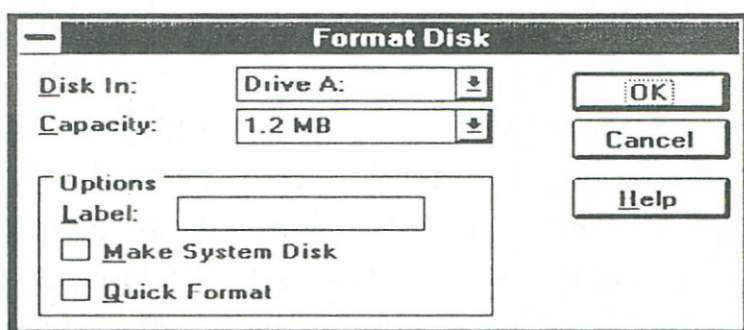 Format Disk
Disk In: Drive A:
Capacity: 1.2 MB
OK
Cancel
Help
Options
Label:
Make System Disk
Quick Format